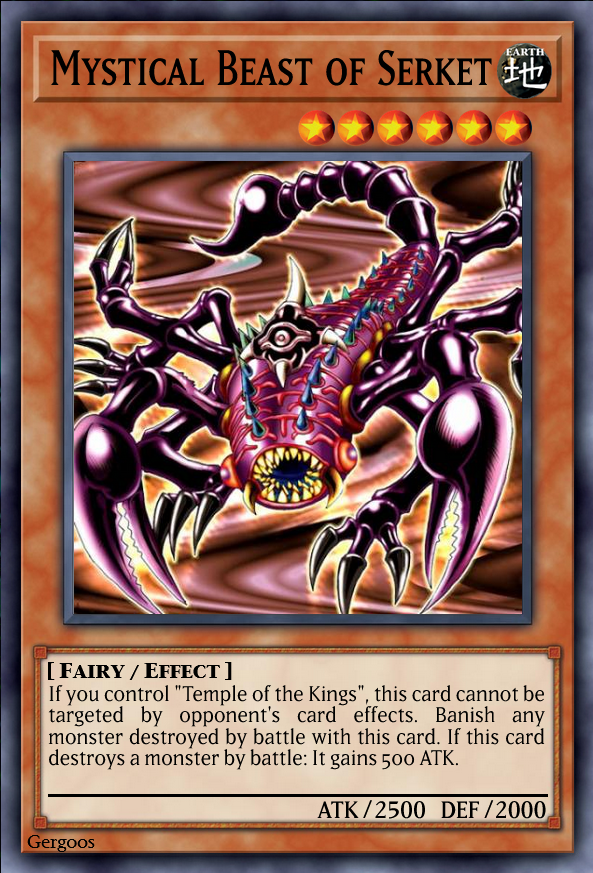 Mystical Beast of Serket
EARTH
地
[ Fairy / Effect ]
If you control "Temple of the Kings", this card cannot be
targeted by opponent's card effects. Banish any
monster destroyed by battle with this card. If this card
destroys a monster by battle: It gains 500 ATK.
ATK / 2500 DEF / 2000
Gergoos